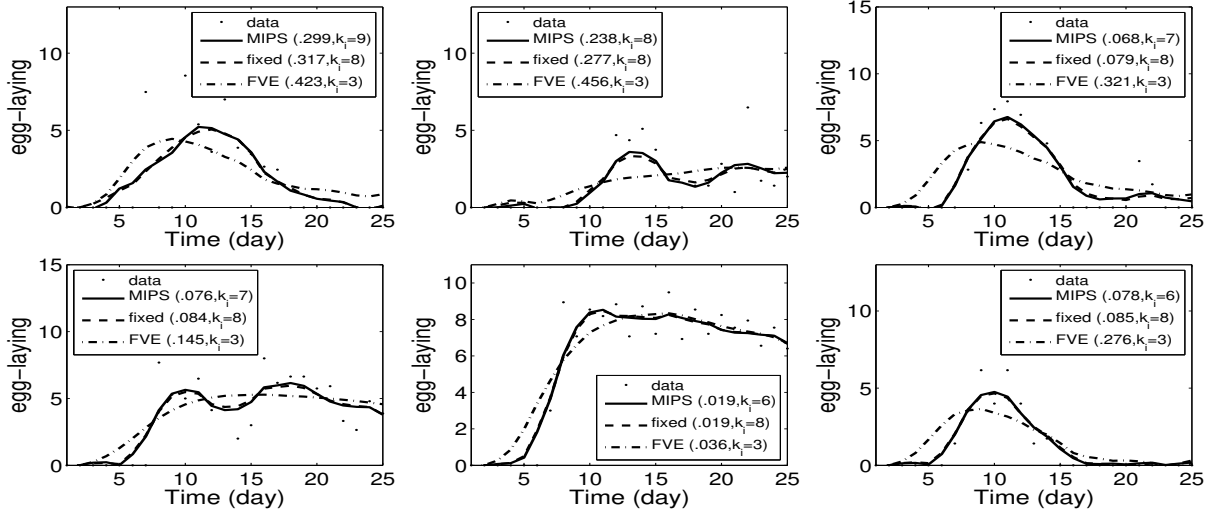 data
MIPS (.299,k_i=9)
fixed (.317,k_i=8)
FVE (.423,k_i=3)
egg−laying
10
5
0
5 10 15 20 25
Time (day)
data
MIPS (.238,k_i=8)
fixed (.277,k_i=8)
FVE (.456,k_i=3)
egg−laying
10
5
0
5 10 15 20 25
Time (day)
data
MIPS (.068,k_i=7)
fixed (.079,k_i=8)
FVE (.321,k_i=3)
egg−laying
15
10
5
0
5 10 15 20 25
Time (day)
data
MIPS (.076,k_i=7)
fixed (.084,k_i=8)
FVE (.145,k_i=3)
egg−laying
15
10
5
0
5 10 15 20 25
Time (day)
data
MIPS (.019,k_i=6)
fixed (.019,k_i=8)
FVE (.036,k_i=3)
egg−laying
10
8
6
4
2
0
5 10 15 20 25
Time (day)
data
MIPS (.078,k_i=6)
fixed (.085,k_i=8)
FVE (.276,k_i=3)
egg−laying
10
5
0
5 10 15 20 25
Time (day)